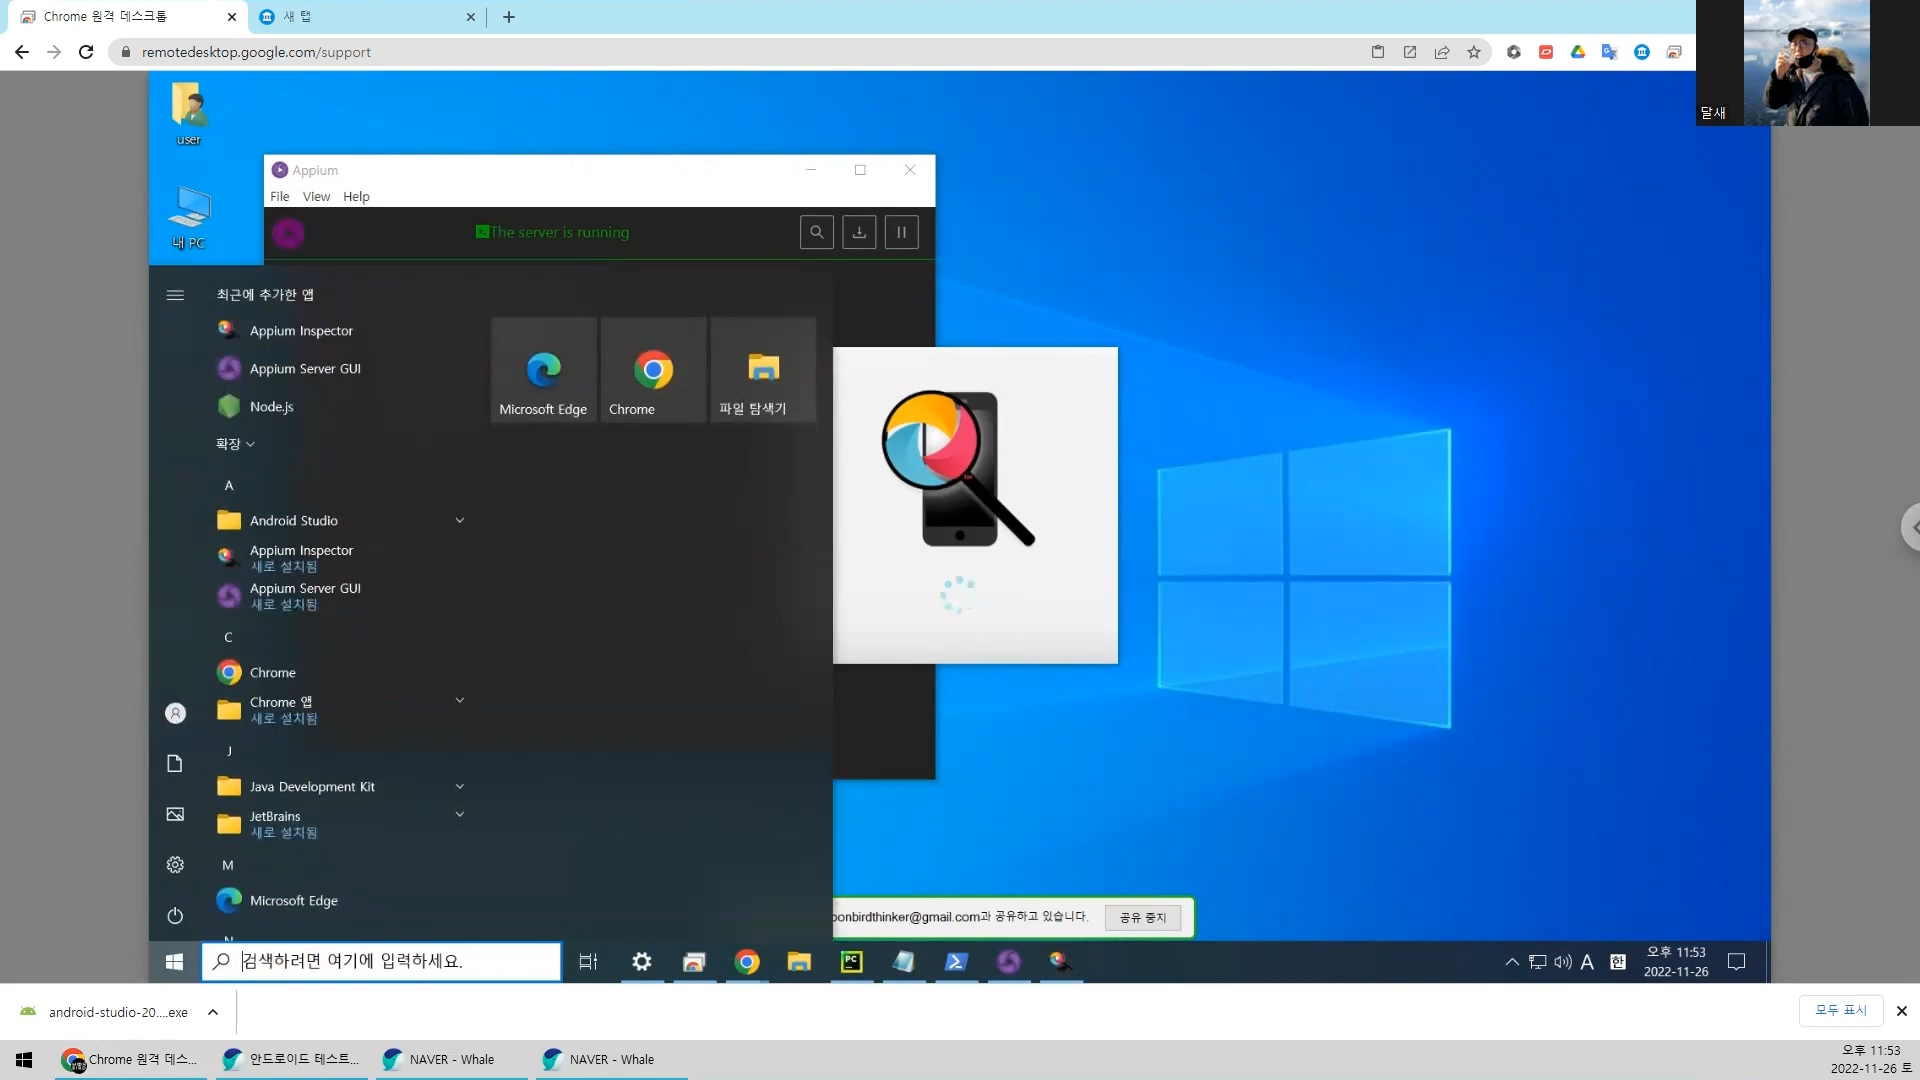 Chrome 원격 데스크톱
새 탭
remotedesktop.google.com/support
달새
user
내 PC
Appium
File View Help
The server is running
최근에 추가한 앱
Appium Inspector
Appium Server GUI
Node.js
확장
Microsoft Edge
Chrome
파일 탐색기
A
Android Studio
Appium Inspector
새로 설치됨
Appium Server GUI
새로 설치됨
C
Chrome
Chrome 앱
새로 설치됨
J
Java Development Kit
JetBrains
새로 설치됨
M
Microsoft Edge
oonbirdthinker@gmail.com과 공유하고 있습니다.
공유 중지
검색하려면 여기에 입력하세요.
PC
A
한
오후 11:53
2022-11-26
android-studio-20....exe
모두 표시
Chrome 원격 데스...
안드로이드 테스트...
NAVER - Whale
NAVER - Whale
오후 11:53
2022-11-26 토